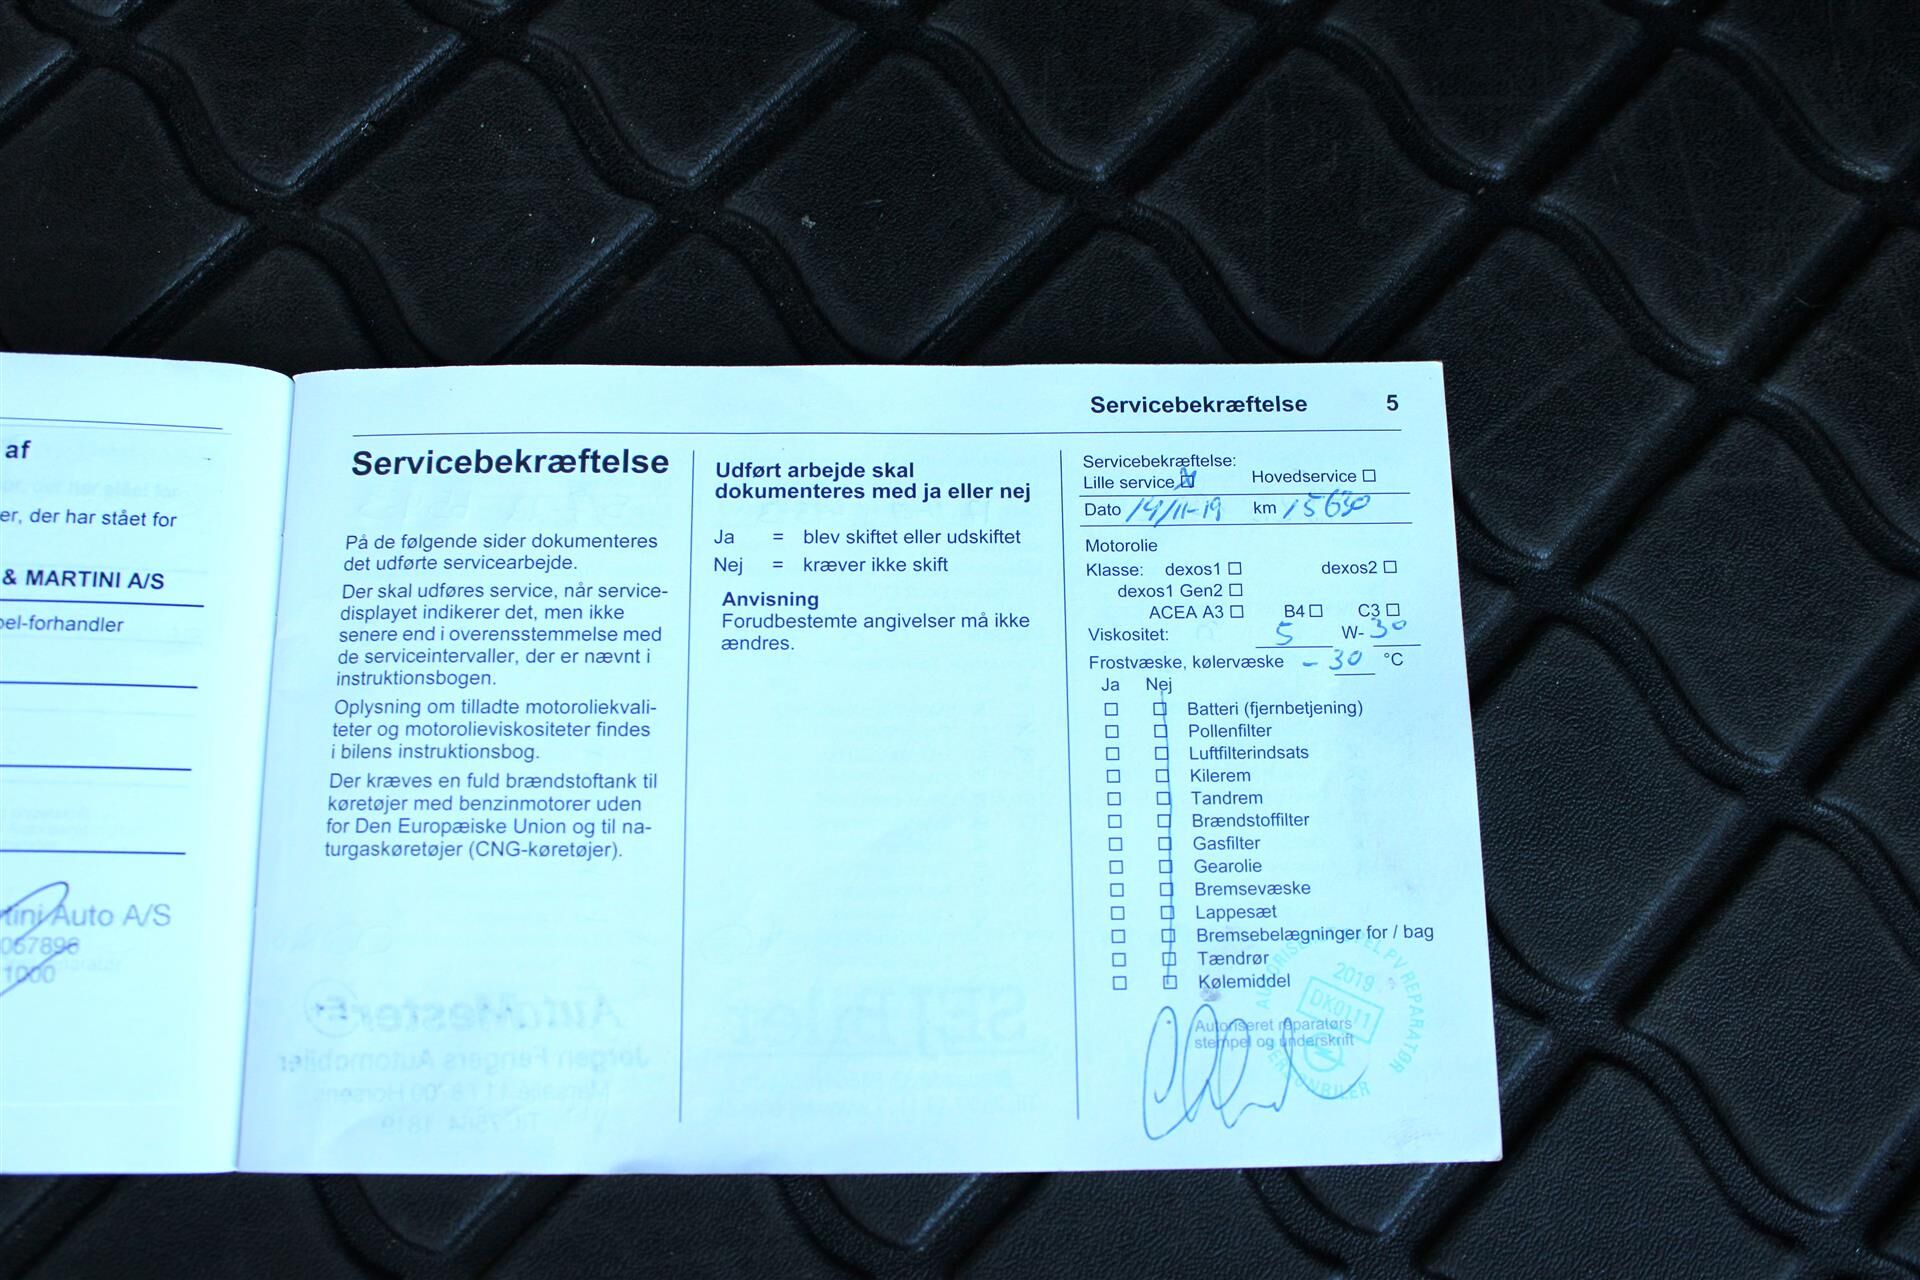 af
er, der har stået for
& MARTINI A/S
pel-forhandler
tini Auto A/S
067896
1000
Servicebekræftelse 5
Servicebekræftelse
På de følgende sider dokumenteres
det udførte servicearbejde.
Der skal udføres service, når service-
displayet indikerer det, men ikke
senere end i overensstemmelse med
de serviceintervaller, der er nævnt i
instruktionsbogen.
Oplysning om tilladte motoroliekvali-
teter og motorolieviskositeter findes
i bilens instruktionsbog.
Der kræves en fuld brændstoftank til
køretøjer med benzinmotorer uden
for Den Europæiske Union og til na-
turgaskøretøjer (CNG-køretøjer).
Udført arbejde skal
dokumenteres med ja eller nej
Ja = blev skiftet eller udskiftet
Nej = kræver ikke skift
Anvisning
Forudbestemte angivelser må ikke
ændres.
Servicebekræftelse:
Lille service ☒ Hovedservice ☐
Dato 14/11-19 km 15630
Motorolie
Klasse: dexos1 ☐ dexos2 ☐
dexos1 Gen2 ☐
ACEA A3 ☐ B4 ☐ C3 ☐
Viskositet: 5 W- 30
Frostvæske, kølervæske - 30 °C
Ja Nej
☐ ☐ Batteri (fjernbetjening)
☐ ☐ Pollenfilter
☐ ☐ Luftfilterindsats
☐ ☐ Kilerem
☐ ☐ Tandrem
☐ ☐ Brændstoffilter
☐ ☐ Gasfilter
☐ ☐ Gearolie
☐ ☐ Bremsevæske
☐ ☐ Lappesæt
☐ ☐ Bremsebelægninger for / bag
☐ ☐ Tændrør
☐ ☐ Kølemiddel
Autoriseret reparatørs
stempel og underskrift
PV REPARATØR
2019
DK0111